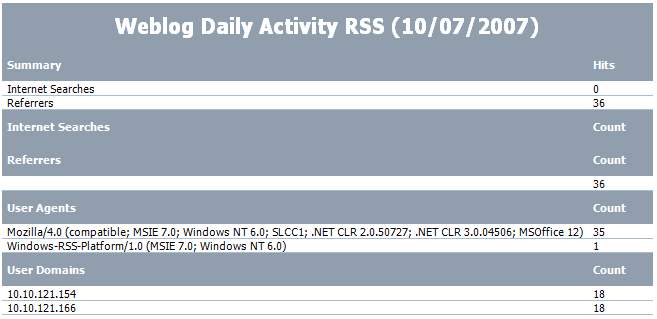 Weblog Daily Activity RSS (10/07/2007)
Summary Hits
Internet Searches 0
Referrers 36
Internet Searches Count
Referrers Count
36
User Agents Count
Mozilla/4.0 (compatible; MSIE 7.0; Windows NT 6.0; SLCC1; .NET CLR 2.0.50727; .NET CLR 3.0.04506; MSOffice 12) 35
Windows-RSS-Platform/1.0 (MSIE 7.0; Windows NT 6.0) 1
User Domains Count
10.10.121.154 18
10.10.121.166 18